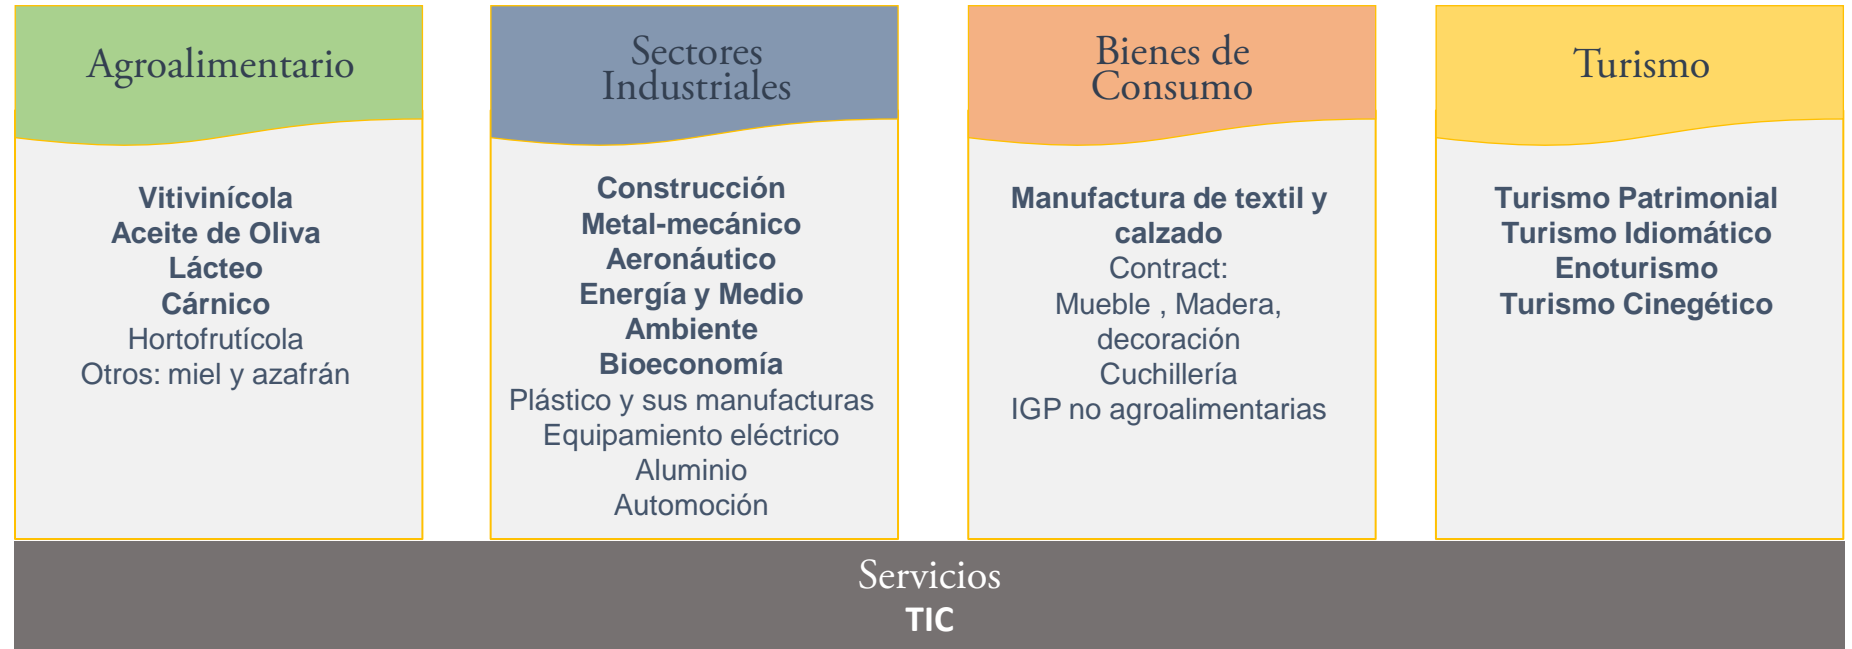 Agroalimentario
Vitivinícola
Aceite de Oliva
Lácteo
Cárnico
Hortofrutícola
Otros: miel y azafrán
Sectores
Industriales
Construcción
Metal-mecánico
Aeronáutico
Energía y Medio
Ambiente
Bioeconomía
Plástico y sus manufacturas
Equipamiento eléctrico
Aluminio
Automoción
Bienes de
Consumo
Manufactura de textil y
calzado
Contract:
Mueble , Madera,
decoración
Cuchillería
IGP no agroalimentarias
Turismo
Turismo Patrimonial
Turismo Idiomático
Enoturismo
Turismo Cinegético
Servicios
TIC